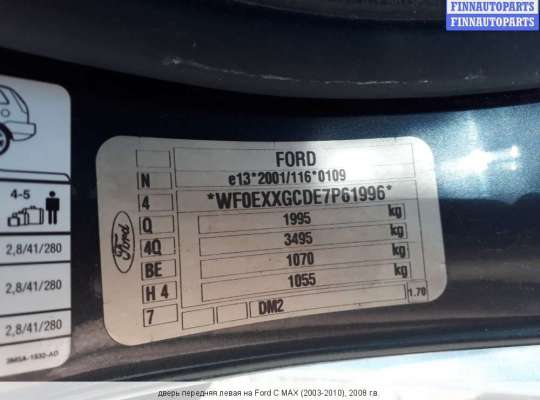 FINNAUTOPARTS
FINNAUTOPARTS
4-5
2,8/41/280
2,8/41/280
2,8/41/280
Ford
FORD
N e13*2001/116*0109
4 *WF0EXXGCDE7P61996*
Q 1995 kg
4Q 3495 kg
BE 1070 kg
H 4 1055 kg
7 DM2 1.70
дверь передняя левая на Ford C MAX (2003-2010), 2008 г.в.